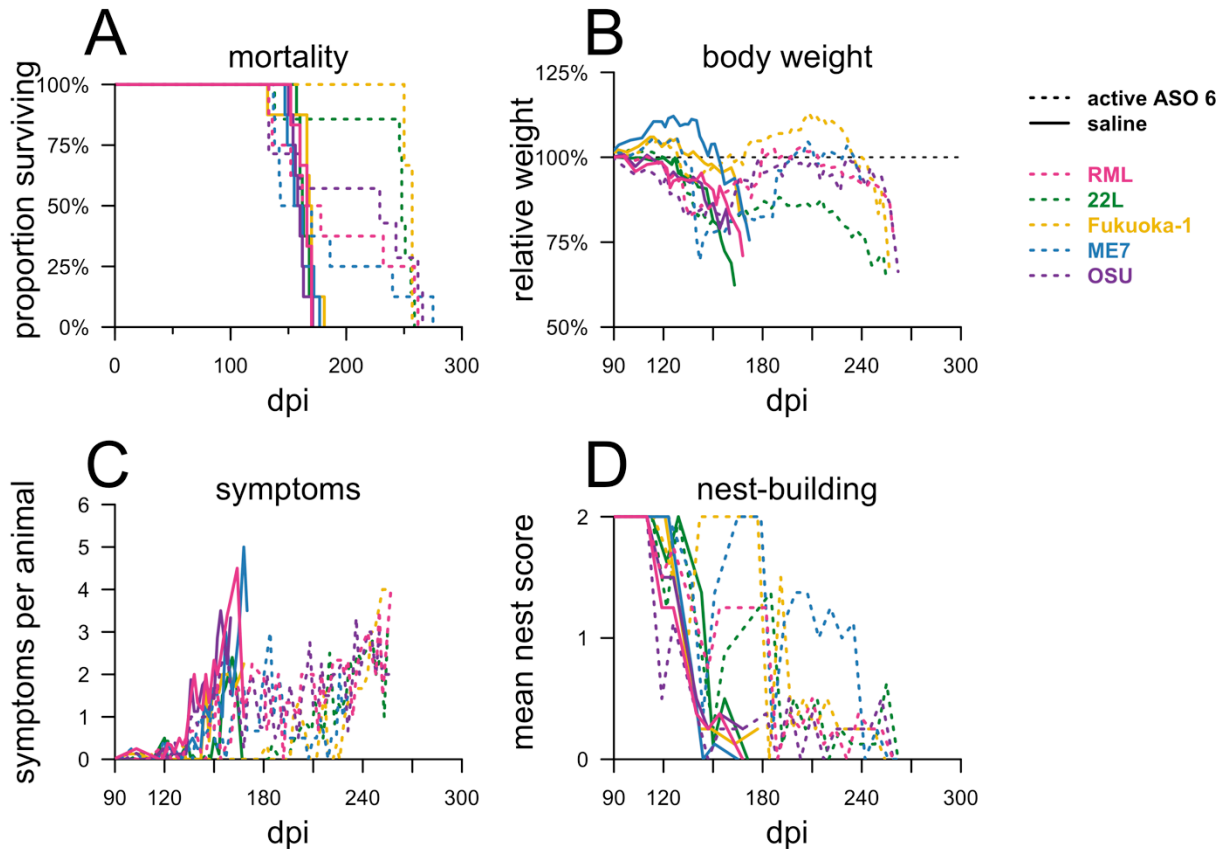 A
mortality
proportion surviving
100%
75%
50%
25%
0%
0
100
200
300
dpi
B
body weight
relative weight
125%
100%
75%
50%
90
120
180
240
300
dpi
active ASO 6
saline
RML
22L
Fukuoka-1
ME7
OSU
C
symptoms
symptoms per animal
6
5
4
3
2
1
0
90
120
180
240
300
dpi
D
nest-building
mean nest score
2
1
0
90
120
180
240
300
dpi